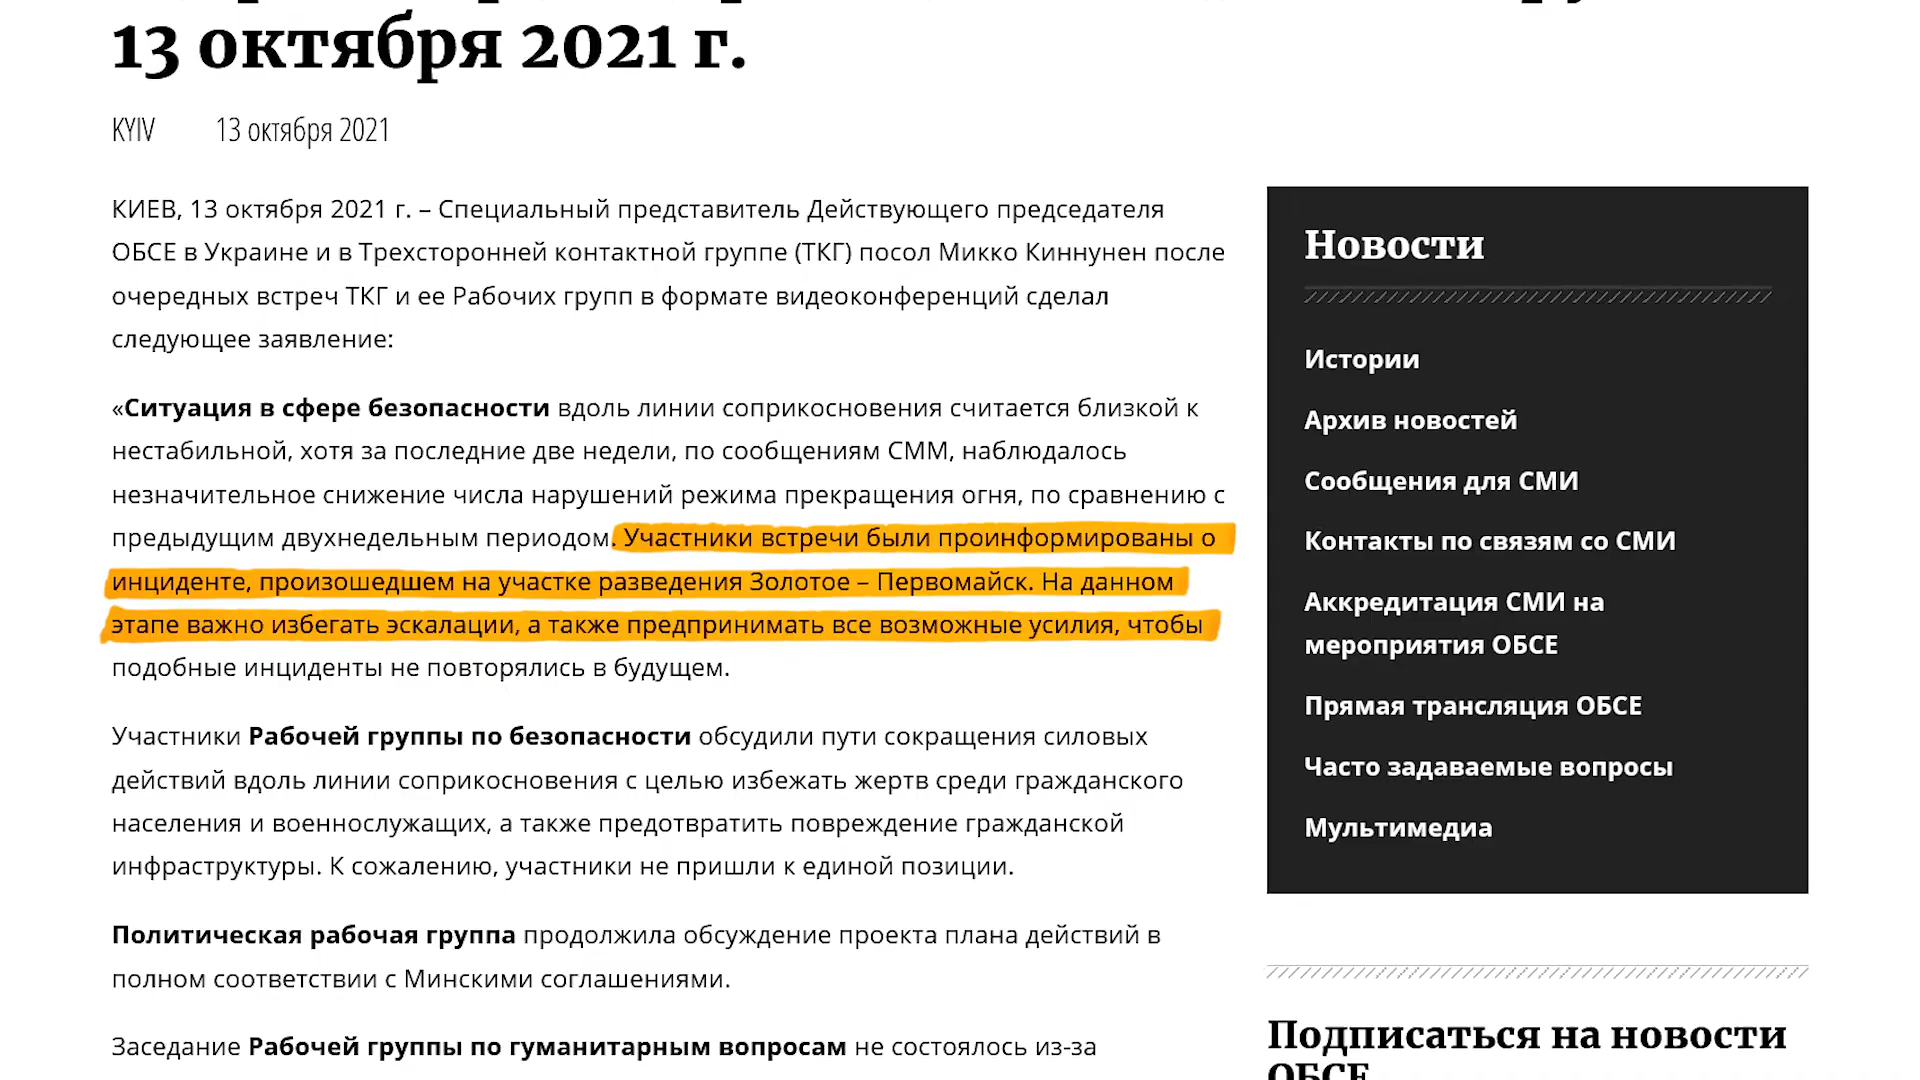 13 октября 2021 г.
KYIV 13 октября 2021
КИЕВ, 13 октября 2021 г. – Специальный представитель Действующего председателя
ОБСЕ в Украине и в Трехсторонней контактной группе (ТКГ) посол Микко Киннунен после
очередных встреч ТКГ и ее Рабочих групп в формате видеоконференций сделал
следующее заявление:
«Ситуация в сфере безопасности вдоль линии соприкосновения считается близкой к
нестабильной, хотя за последние две недели, по сообщениям СММ, наблюдалось
незначительное снижение числа нарушений режима прекращения огня, по сравнению с
предыдущим двухнедельным периодом. Участники встречи были проинформированы о
инциденте, произошедшем на участке разведения Золотое – Первомайск. На данном
этапе важно избегать эскалации, а также предпринимать все возможные усилия, чтобы
подобные инциденты не повторялись в будущем.
Участники Рабочей группы по безопасности обсудили пути сокращения силовых
действий вдоль линии соприкосновения с целью избежать жертв среди гражданского
населения и военнослужащих, а также предотвратить повреждение гражданской
инфраструктуры. К сожалению, участники не пришли к единой позиции.
Политическая рабочая группа продолжила обсуждение проекта плана действий в
полном соответствии с Минскими соглашениями.
Заседание Рабочей группы по гуманитарным вопросам не состоялось из-за
Новости
Истории
Архив новостей
Сообщения для СМИ
Контакты по связям со СМИ
Аккредитация СМИ на
мероприятия ОБСЕ
Прямая трансляция ОБСЕ
Часто задаваемые вопросы
Мультимедиа
Подписаться на новости
ОБСЕ